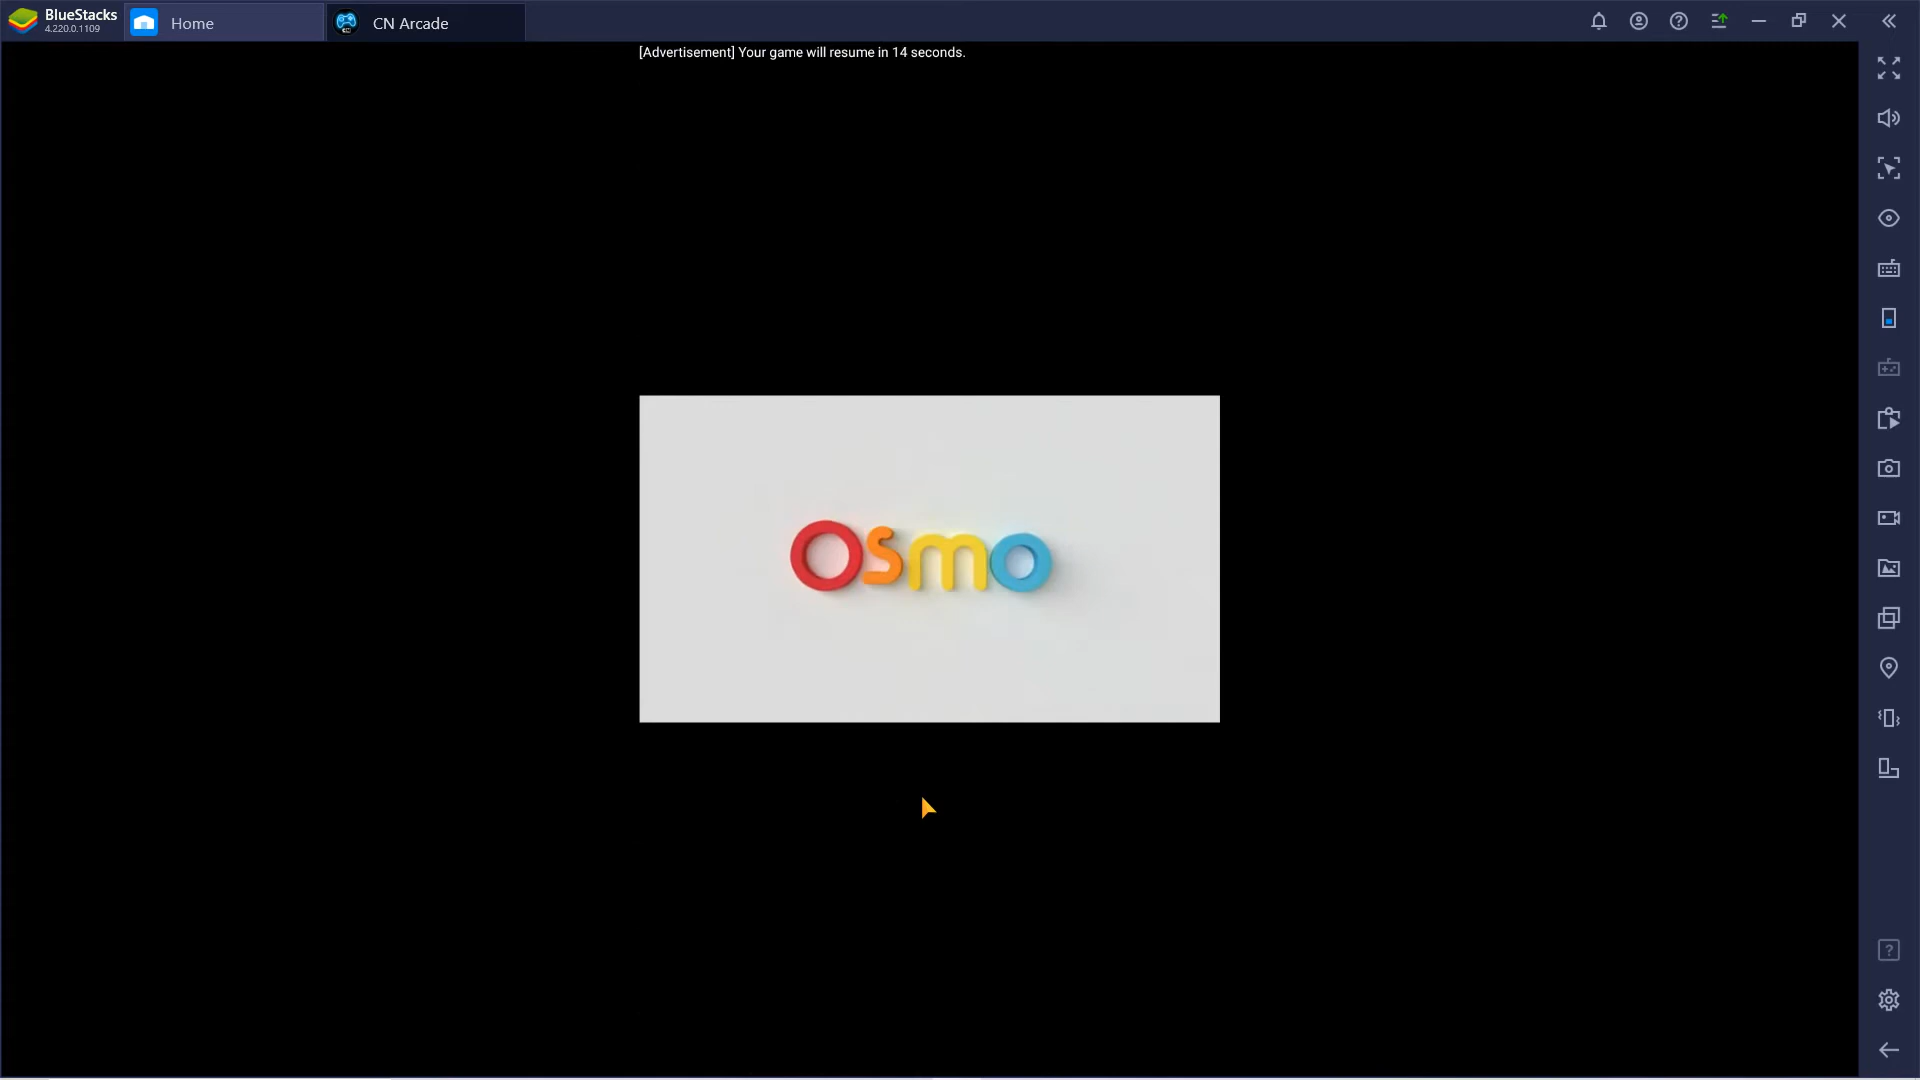 BlueStacks
4.220.0.1109
Home
CN Arcade
[Advertisement] Your game will resume in 14 seconds.
Osmo